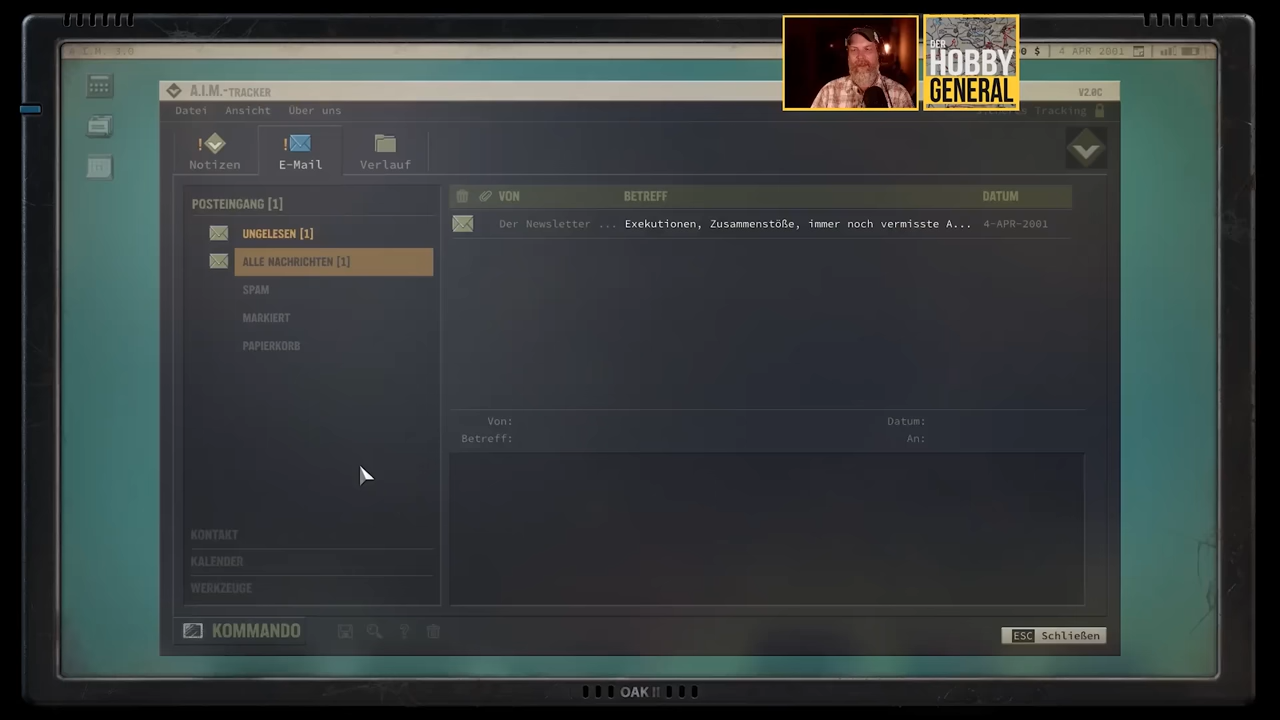 4 APR 2001
DER
HOBBY
GENERAL
A.I.M.-TRACKER
V2.0C
Datei Ansicht Über uns
Tracking
Notizen
E-Mail
Verlauf
POSTEINGANG [1]
UNGELESEN [1]
ALLE NACHRICHTEN [1]
SPAM
MARKIERT
PAPIERKORB
KONTAKT
KALENDER
WERKZEUGE
VON BETREFF DATUM
Der Newsletter ... Exekutionen, Zusammenstöße, immer noch vermisste A... 4-APR-2001
Von: Datum:
Betreff: An:
KOMMANDO
ESC Schließen
OAK II